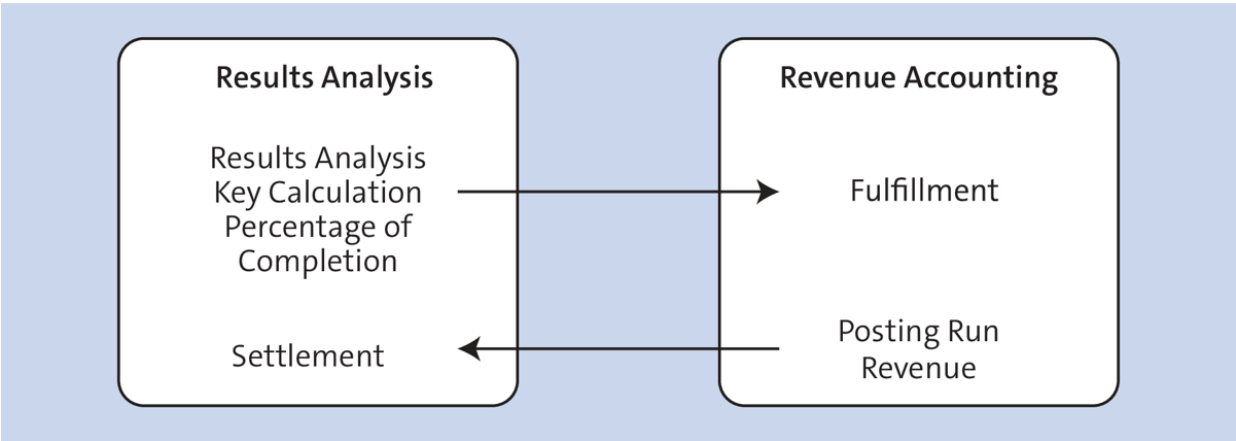 Results Analysis
Results Analysis
Key Calculation
Percentage of
Completion
Settlement
Revenue Accounting
Fulfillment
Posting Run
Revenue